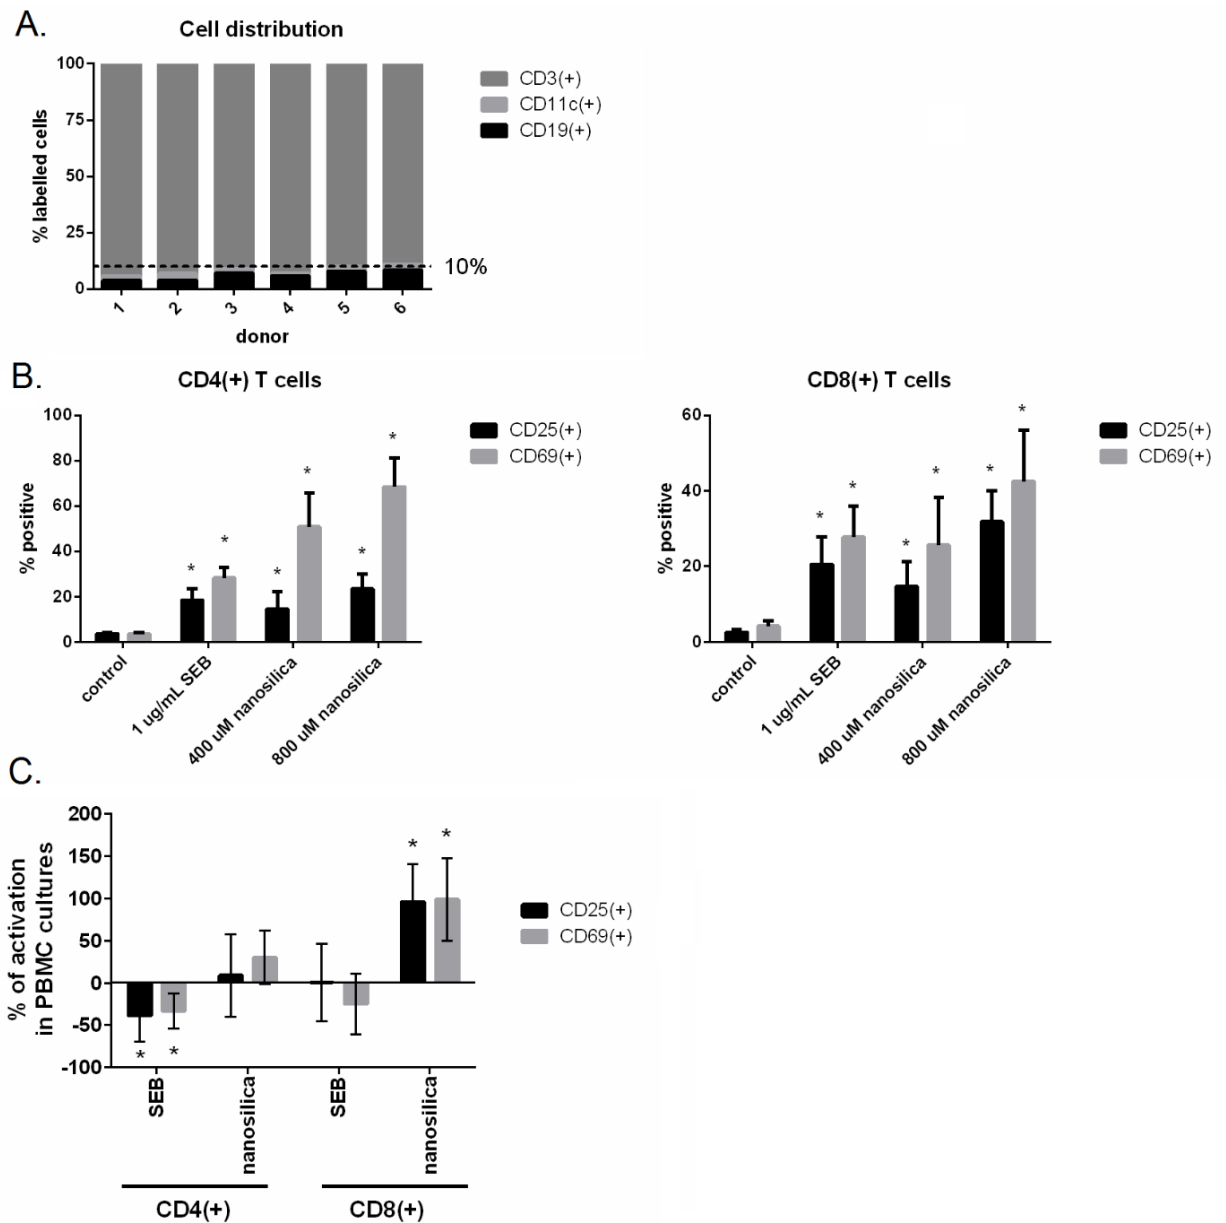 A.
Cell distribution
100
75
50
25
0
% labelled cells
1 2 3 4 5 6
donor
10%
CD3(+)
CD11c(+)
CD19(+)
B.
CD4(+) T cells
100
80
60
40
20
0
% positive
* * * * * *
control
1 ug/mL SEB
400 uM nanosilica
800 uM nanosilica
CD25(+)
CD69(+)
CD8(+) T cells
60
40
20
0
% positive
* * * * * *
control
1 ug/mL SEB
400 uM nanosilica
800 uM nanosilica
CD25(+)
CD69(+)
C.
200
150
100
50
0
-50
-100
% of activation
in PBMC cultures
* * * *
SEB
nanosilica
SEB
nanosilica
CD4(+)
CD8(+)
CD25(+)
CD69(+)